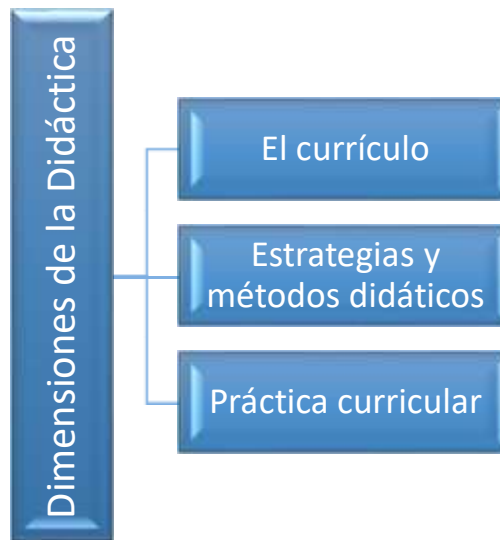 Dimensiones de la Didáctica
El currículo
Estrategias y
métodos didáticos
Práctica curricular